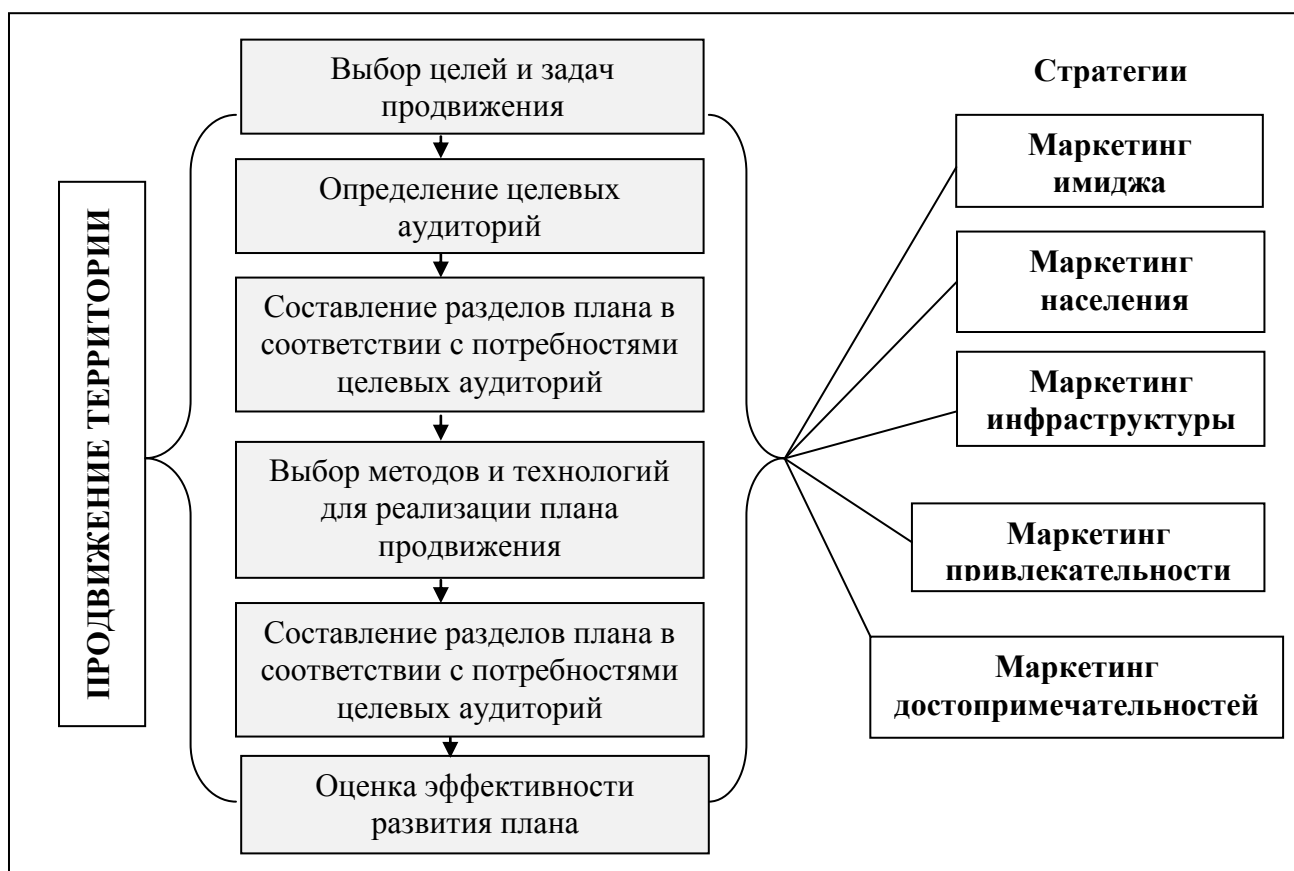 ПРОДВИЖЕНИЕ ТЕРРИТОРИИ
Выбор целей и задач
продвижения
Определение целевых
аудиторий
Составление разделов плана в
соответствии с потребностями
целевых аудиторий
Выбор методов и технологий
для реализации плана
продвижения
Составление разделов плана в
соответствии с потребностями
целевых аудиторий
Оценка эффективности
развития плана
Стратегии
Маркетинг
имиджа
Маркетинг
населения
Маркетинг
инфраструктуры
Маркетинг
привлекательности
Маркетинг
достопримечательностей